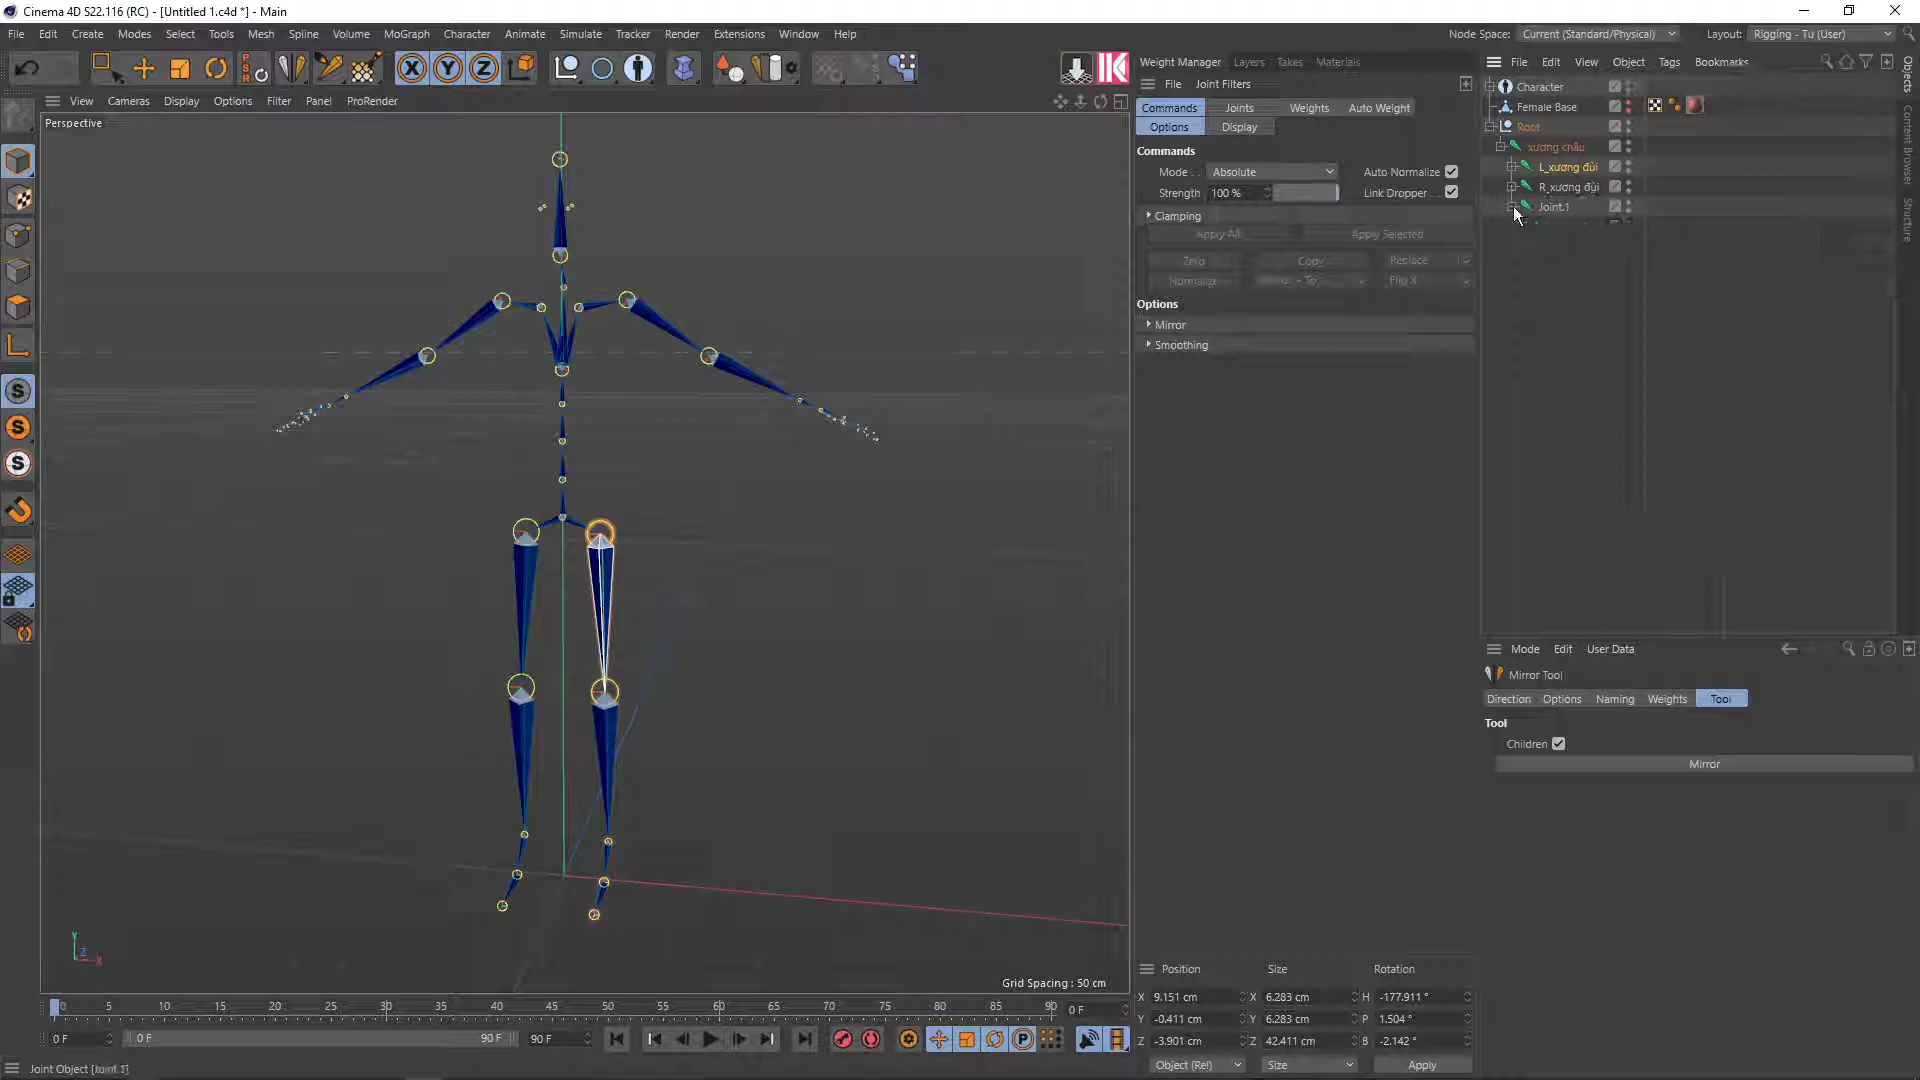 Cinema 4D S22.116 (RC) - [Untitled 1.c4d *] - Main
File Edit Create Modes Select Tools Mesh Spline Volume MoGraph Character Animate Simulate Tracker Render Extensions Window Help
Node Space: Current (Standard/Physical) Layout: Rigging - Tu (User)
PSR X Y Z IK
View Cameras Display Options Filter Panel ProRender
Perspective
Weight Manager Layers Takes Materials
File Joint Filters
Commands Joints Weights Auto Weight
Options Display
Commands
Mode . . Absolute Auto Normalize
Strength 100 % Link Dropper
Clamping
Apply All Apply Selected
Zero Copy Replace
Normalize Flip X
Options
Mirror
Smoothing
File Edit View Object Tags Bookmarks
Character
Female Base
Root
xương chậu
L_xương đùi
R_xương đùi
Joint.1
Objects
Content Browser
Structure
Mode Edit User Data
Mirror Tool
Direction Options Naming Weights Tool
Tool
Children
Mirror
S
S
S
Y
Z
X
Grid Spacing : 50 cm
0 5 10 15 20 25 30 35 40 45 50 55 60 65 70 75 80 85 90 0 F
0 F 0 F 90 F 90 F P
Position Size Rotation
X 9.151 cm X 6.283 cm H -177.911 °
Y -0.411 cm Y 6.283 cm P 1.504 °
Z -3.901 cm Z 42.411 cm B -2.142 °
Object (Rel) Size Apply
Joint Object [Joint.1]